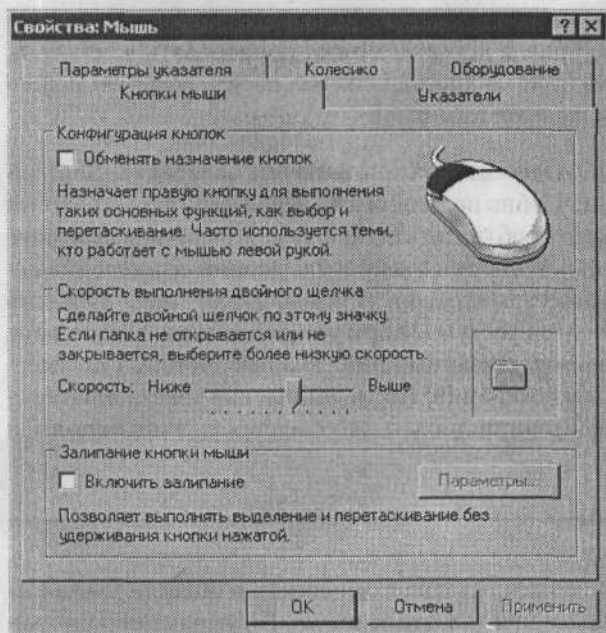 Свойства: Мышь
Параметры указателя Колесико Оборудование
Кнопки мыши Указатели
Конфигурация кнопок
Обменять назначение кнопок
Назначает правую кнопку для выполнения
таких основных функций, как выбор и
перетаскивание. Часто используется теми,
кто работает с мышью левой рукой.
Скорость выполнения двойного щелчка
Сделайте двойной щелчок по этому значку.
Если папка не открывается или не
закрывается, выберите более низкую скорость.
Скорость: Ниже Выше
Залипание кнопки мыши
Включить залипание Параметры...
Позволяет выполнять выделение и перетаскивание без
удерживания кнопки нажатой.
OK Отмена Применить